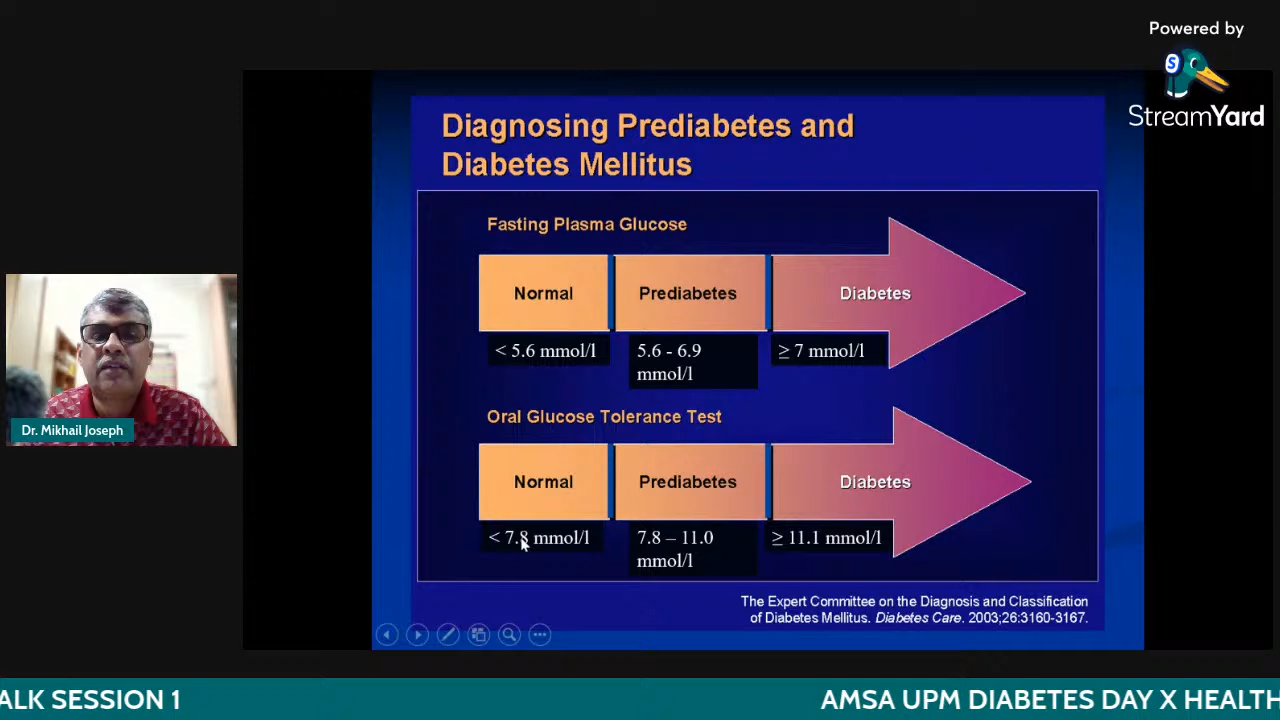 Powered by
S
StreamYard
Diagnosing Prediabetes and
Diabetes Mellitus
Fasting Plasma Glucose
Normal
Prediabetes
Diabetes
< 5.6 mmol/l
5.6 - 6.9
mmol/l
≥ 7 mmol/l
Oral Glucose Tolerance Test
Normal
Prediabetes
Diabetes
< 7.8 mmol/l
7.8 – 11.0
mmol/l
≥ 11.1 mmol/l
The Expert Committee on the Diagnosis and Classification
of Diabetes Mellitus. Diabetes Care. 2003;26:3160-3167.
Dr. Mikhail Joseph
ALK SESSION 1
AMSA UPM DIABETES DAY X HEALTH